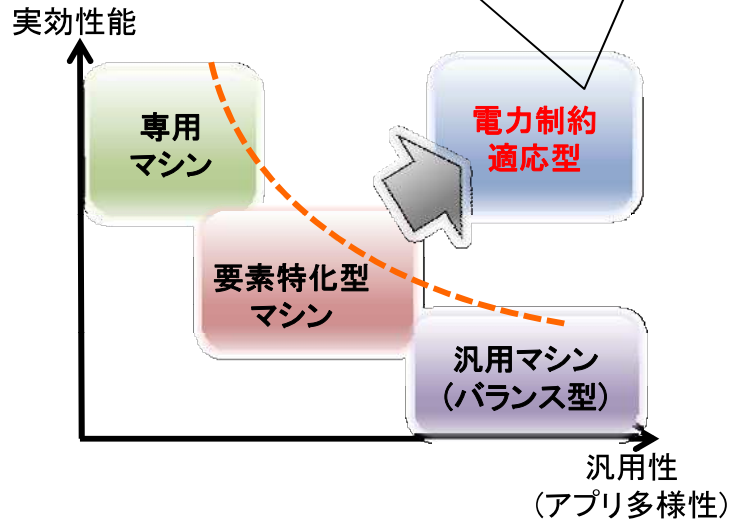 実効性能
専用
マシン
電力制約
適応型
要素特化型
マシン
汎用マシン
(バランス型)
汎用性
(アプリ多様性)